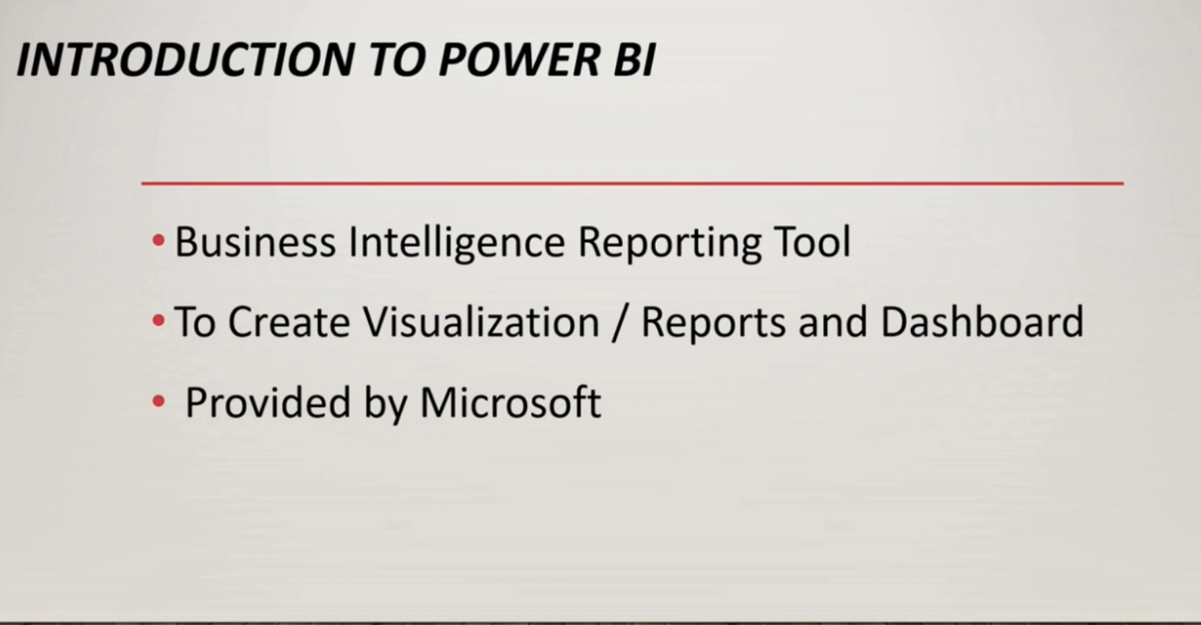 INTRODUCTION TO POWER BI
• Business Intelligence Reporting Tool
• To Create Visualization / Reports and Dashboard
• Provided by Microsoft